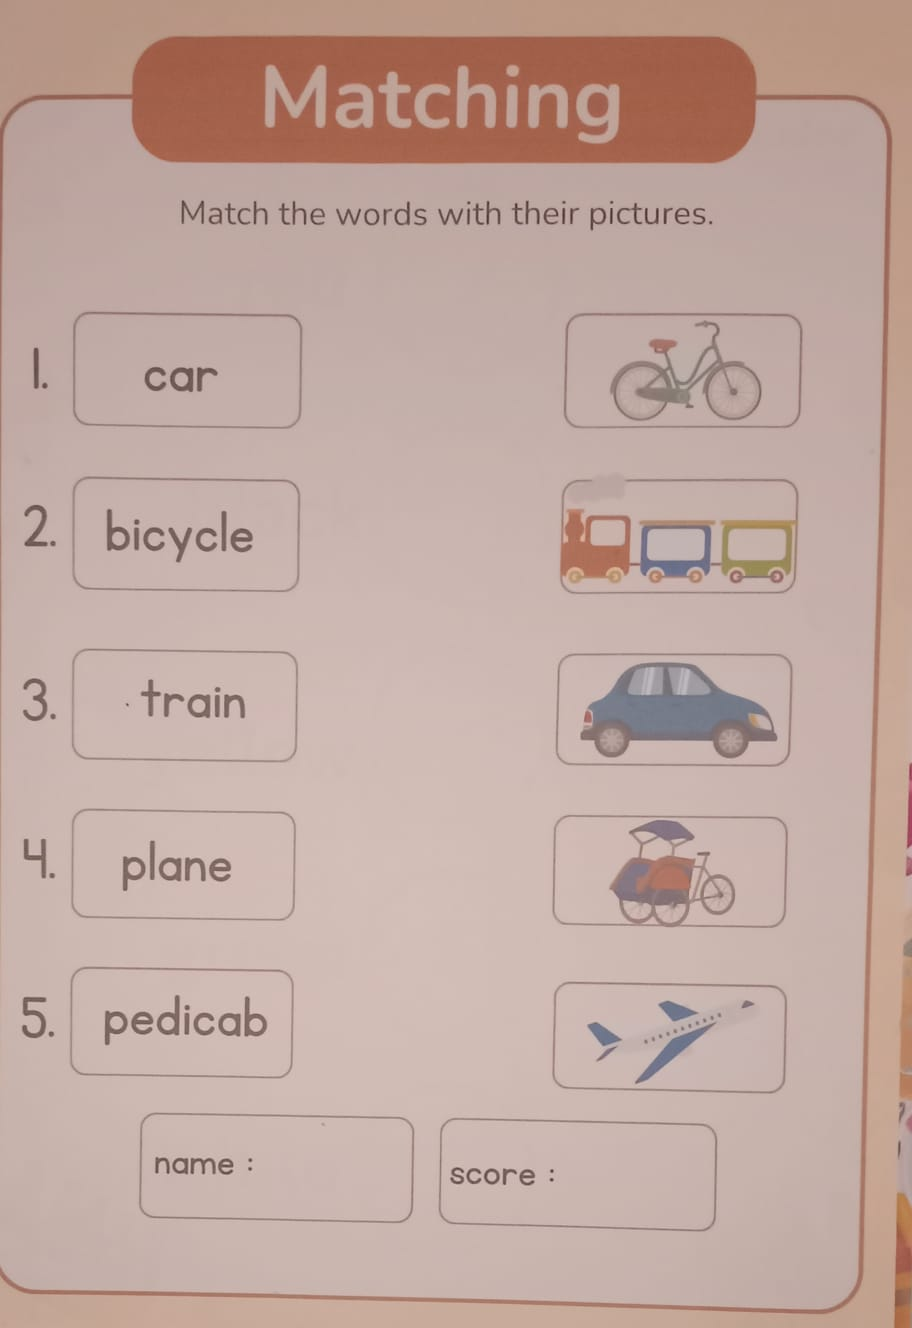 Matching
Match the words with their pictures.
1. car
2. bicycle
3. train
4. plane
5. pedicab
name :
score :